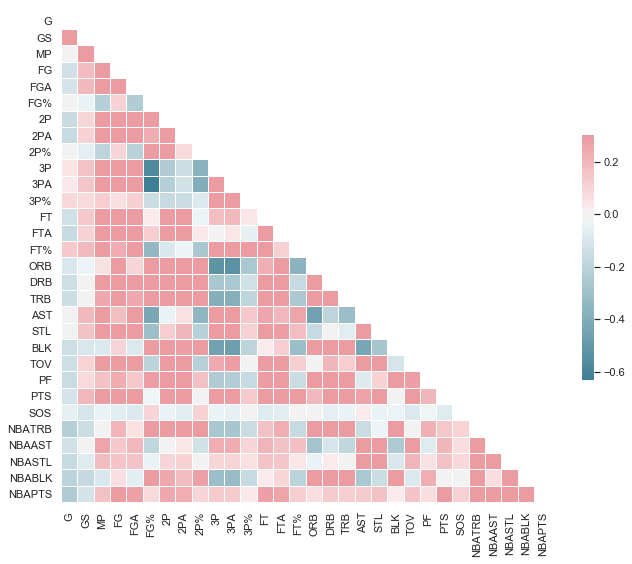 G
GS
MP
FG
FGA
FG%
2P
2PA
2P%
3P
3PA
3P%
FT
FTA
FT%
ORB
DRB
TRB
AST
STL
BLK
TOV
PF
PTS
SOS
NBATRB
NBAAST
NBASTL
NBABLK
NBAPTS
G GS MP FG FGA FG% 2P 2PA 2P% 3P 3PA 3P% FT FTA FT% ORB DRB TRB AST STL BLK TOV PF PTS SOS NBATRB NBAAST NBASTL NBABLK NBAPTS
0.2
0.0
−0.2
−0.4
−0.6